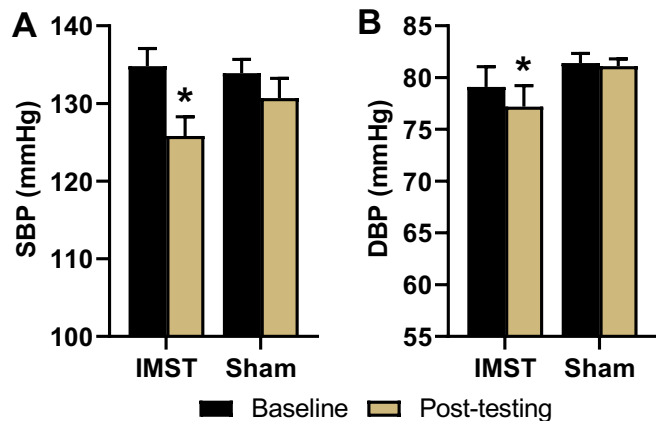 A
SBP (mmHg)
140
130
120
130
100
*
IMST Sham
B
DBP (mmHg)
85
80
75
70
65
60
55
*
IMST Sham
Baseline Post-testing